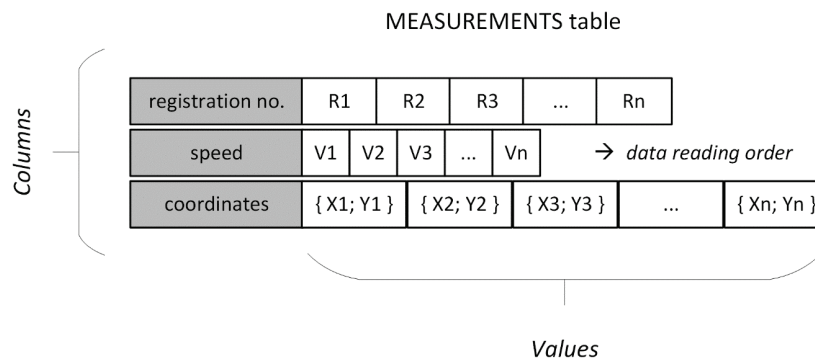 MEASUREMENTS table
Columns
registration no. R1 R2 R3 ... Rn
speed V1 V2 V3 ... Vn → data reading order
coordinates { X1; Y1 } { X2; Y2 } { X3; Y3 } ... { Xn; Yn }
Values